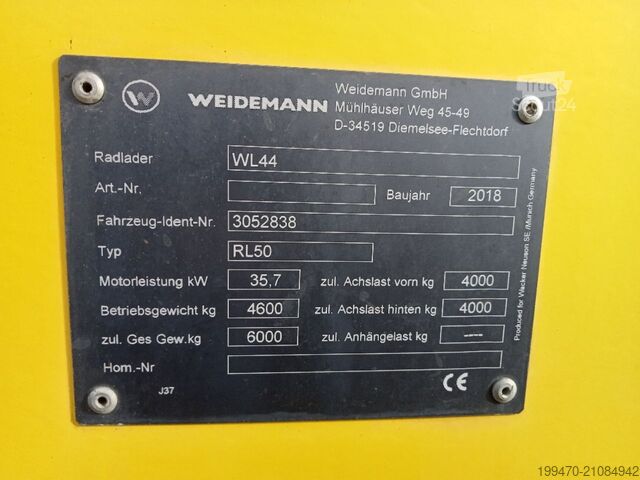 W
WEIDEMANN
Weidemann GmbH
Mühlhäuser Weg 45-49
D-34519 Diemelsee-Flechtdorf
Radlader WL44
Art.-Nr. Baujahr 2018
Fahrzeug-Ident-Nr. 3052838
Typ RL50
Motorleistung kW 35,7 zul. Achslast vorn kg 4000
Betriebsgewicht kg 4600 zul. Achslast hinten kg 4000
zul. Ges Gew.kg 6000 zul. Anhängelast kg ----
Hom.-Nr
J37
CE
Produced for Wacker Neuson SE /Munich Germany
Truck
Scout24
199470-21084942